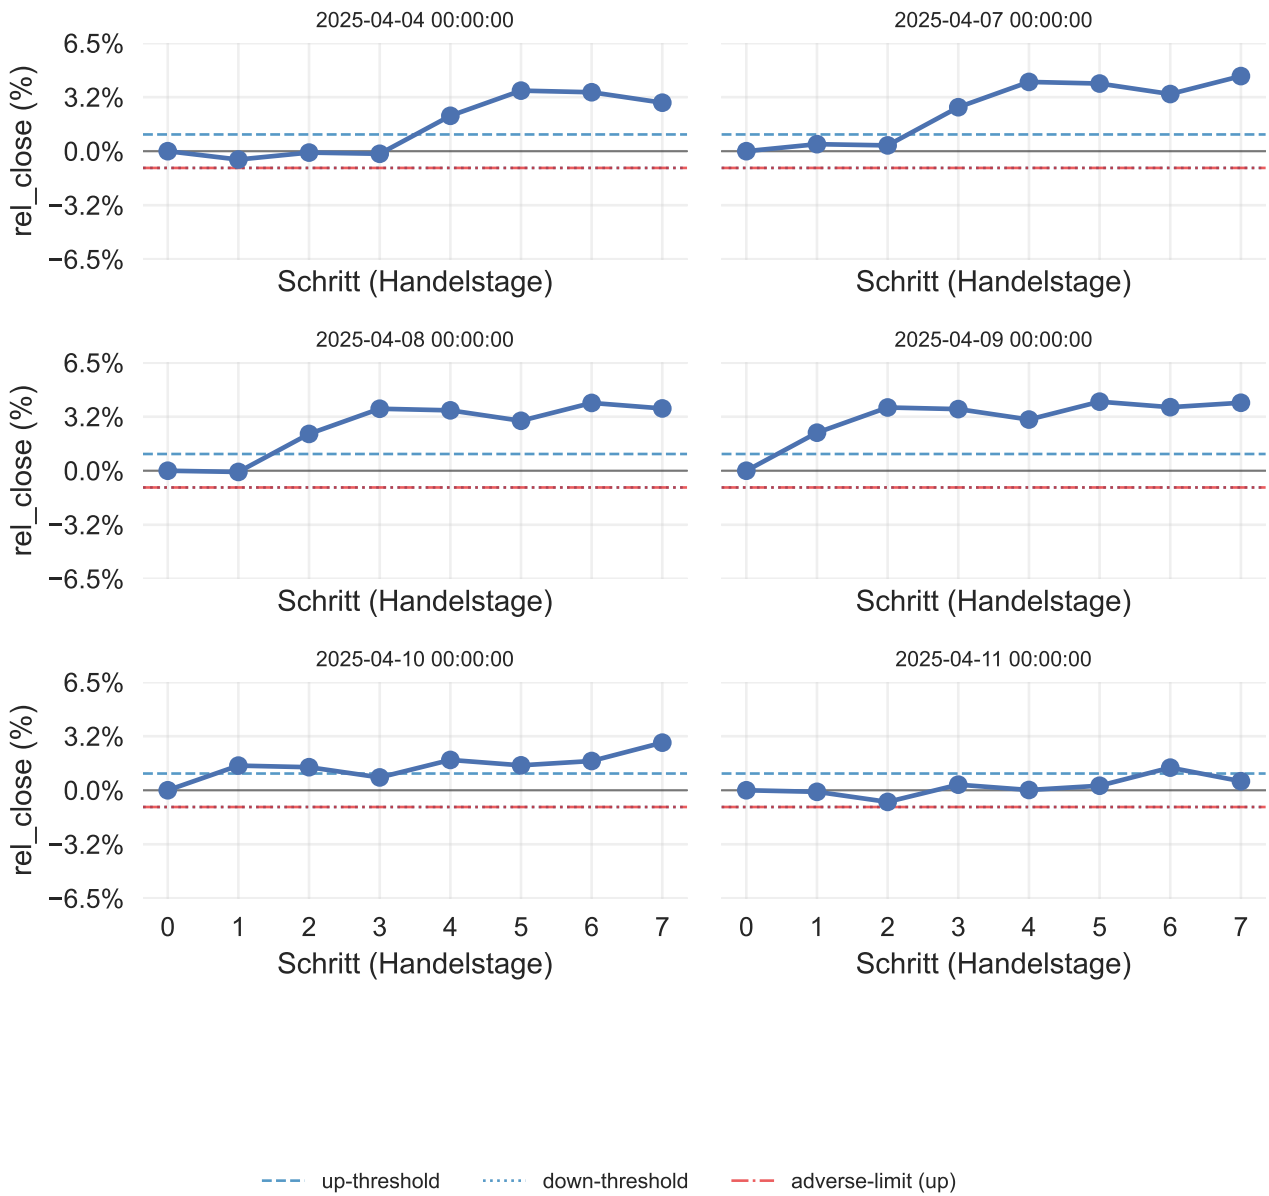 2025-04-04 00:00:00
2025-04-07 00:00:00
6.5%
3.2%
0.0%
−3.2%
−6.5%
rel_close (%)
Schritt (Handelstage)
Schritt (Handelstage)
2025-04-08 00:00:00
2025-04-09 00:00:00
6.5%
3.2%
0.0%
−3.2%
−6.5%
rel_close (%)
Schritt (Handelstage)
Schritt (Handelstage)
2025-04-10 00:00:00
2025-04-11 00:00:00
6.5%
3.2%
0.0%
−3.2%
−6.5%
rel_close (%)
0 1 2 3 4 5 6 7
0 1 2 3 4 5 6 7
Schritt (Handelstage)
Schritt (Handelstage)
up-threshold down-threshold adverse-limit (up)